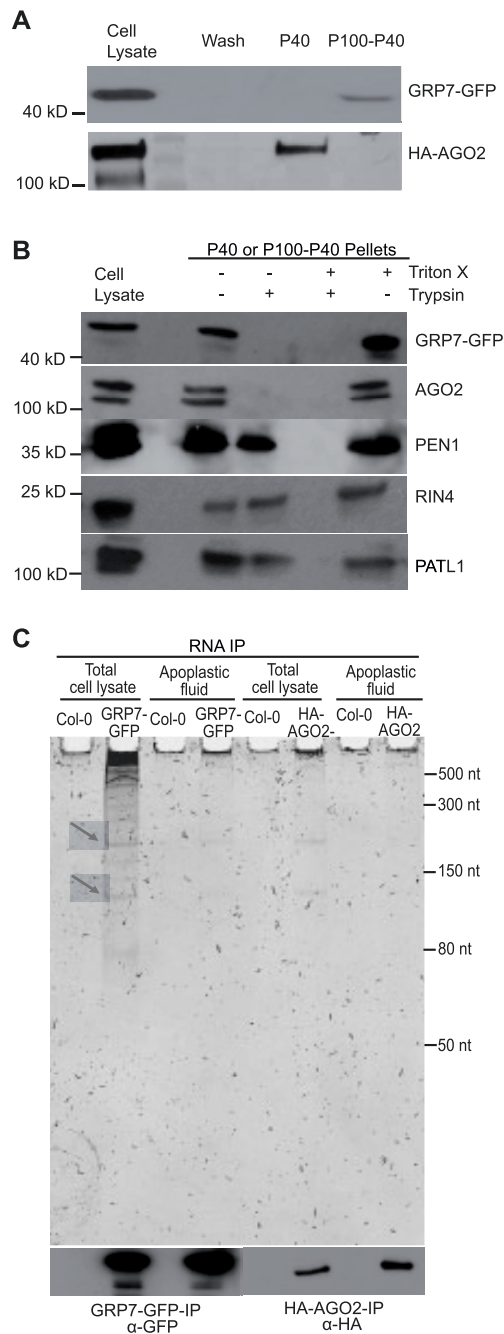 A
Cell Lysate Wash P40 P100-P40
40 kD GRP7-GFP
100 kD HA-AGO2
B
P40 or P100-P40 Pellets
Cell Lysate
- - + + Triton X
- + + - Trypsin
40 kD GRP7-GFP
100 kD AGO2
35 kD PEN1
25 kD RIN4
100 kD PATL1
C
RNA IP
Total cell lysate Apoplastic fluid Total cell lysate Apoplastic fluid
Col-0 GRP7-GFP Col-0 GRP7-GFP Col-0 HA-AGO2- Col-0 HA-AGO2
500 nt
300 nt
150 nt
80 nt
50 nt
GRP7-GFP-IP HA-AGO2-IP
α-GFP α-HA